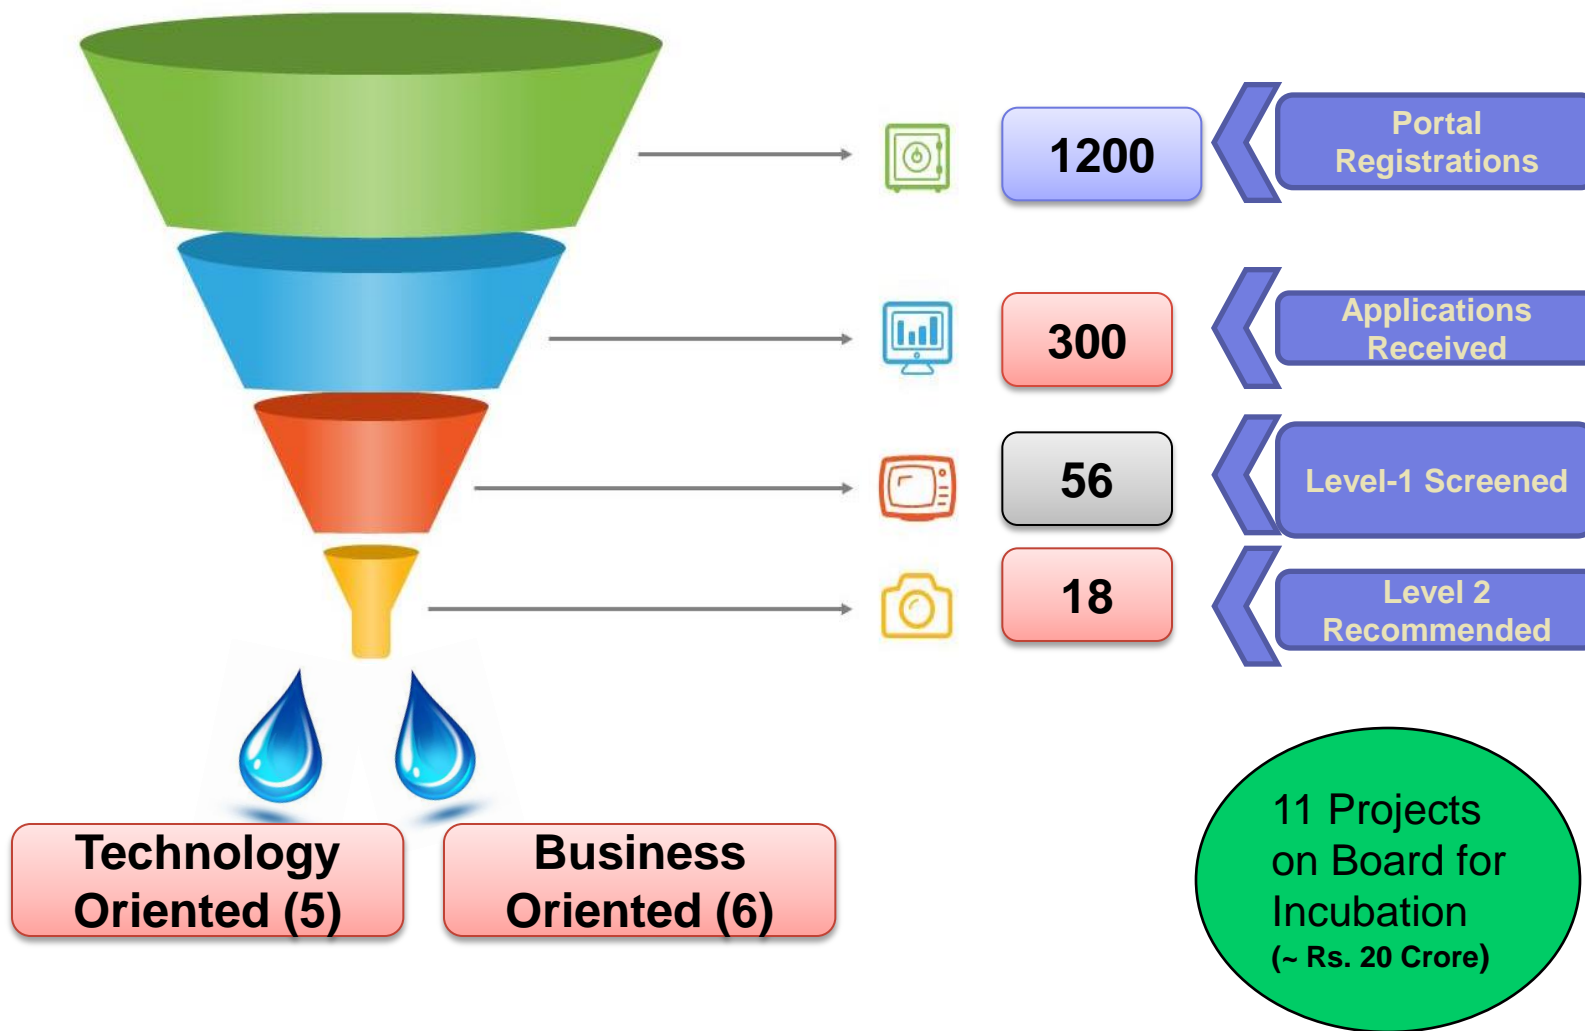 1200
Portal
Registrations
300
Applications
Received
56
Level-1 Screened
18
Level 2
Recommended
Technology
Oriented (5)
Business
Oriented (6)
11 Projects
on Board for
Incubation
(~ Rs. 20 Crore)